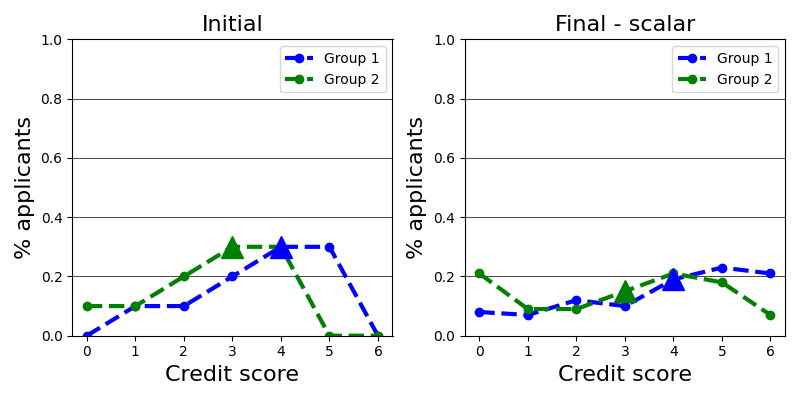 Initial
% applicants
1.0
0.8
0.6
0.4
0.2
0.0
Group 1
Group 2
0 1 2 3 4 5 6
Credit score
Final - scalar
% applicants
1.0
0.8
0.6
0.4
0.2
0.0
Group 1
Group 2
0 1 2 3 4 5 6
Credit score